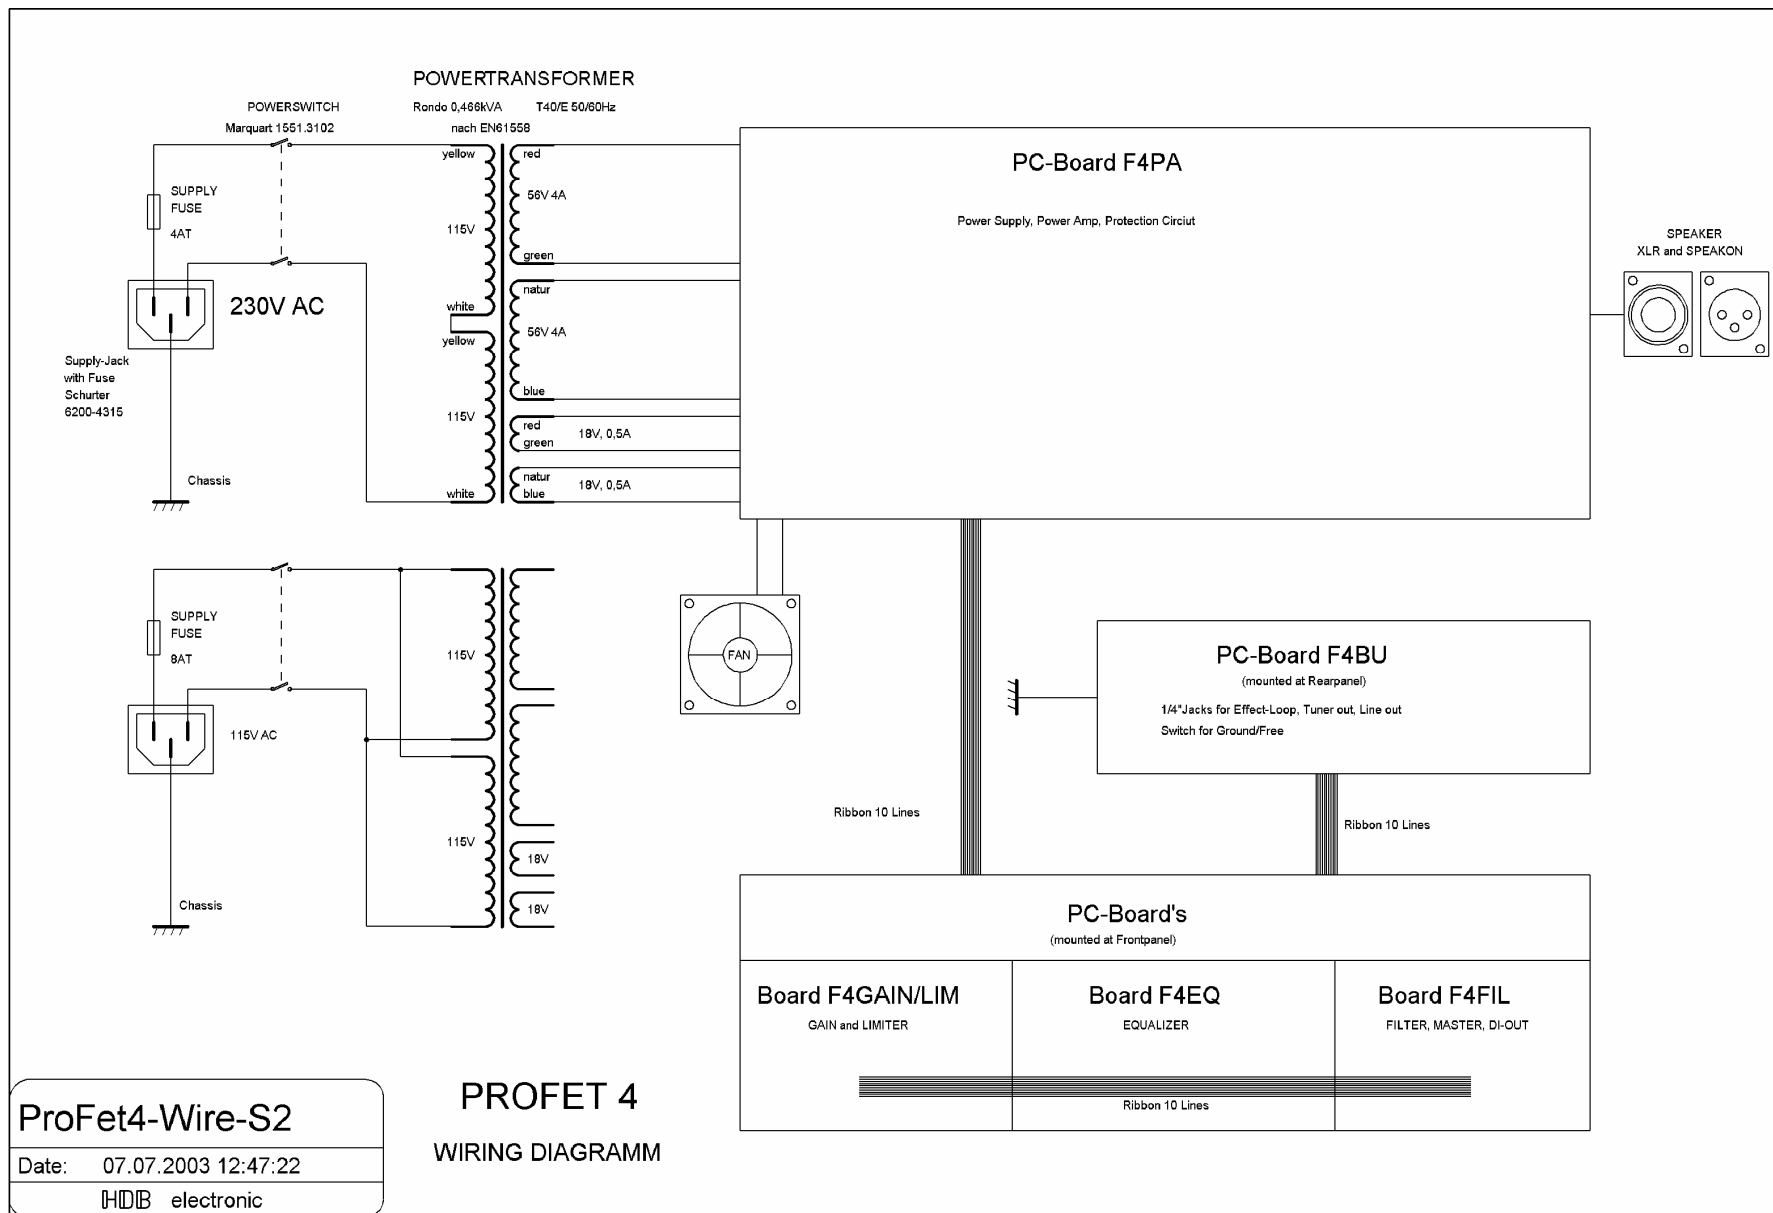 POWERTRANSFORMER
POWERSWITCH
Rondo 0,466kVA T40/E 50/60Hz
Marquart 1551.3102
nach EN61558
yellow
red
SUPPLY
FUSE
4AT
56V 4A
115V
green
230V AC
natur
white
56V 4A
yellow
Supply-Jack
with Fuse
Schurter
6200-4315
blue
115V
red
green
18V, 0,5A
natur
blue
18V, 0,5A
white
Chassis
PC-Board F4PA
Power Supply, Power Amp, Protection Circiut
SPEAKER
XLR and SPEAKON
SUPPLY
FUSE
8AT
115V
115V AC
115V
18V
18V
Chassis
FAN
PC-Board F4BU
(mounted at Rearpanel)
1/4"Jacks for Effect-Loop, Tuner out, Line out
Switch for Ground/Free
Ribbon 10 Lines
Ribbon 10 Lines
PC-Board's
(mounted at Frontpanel)
Board F4GAIN/LIM
GAIN and LIMITER
Board F4EQ
EQUALIZER
Board F4FIL
FILTER, MASTER, DI-OUT
Ribbon 10 Lines
PROFET 4
WIRING DIAGRAMM
ProFet4-Wire-S2
Date: 07.07.2003 12:47:22
HDB electronic